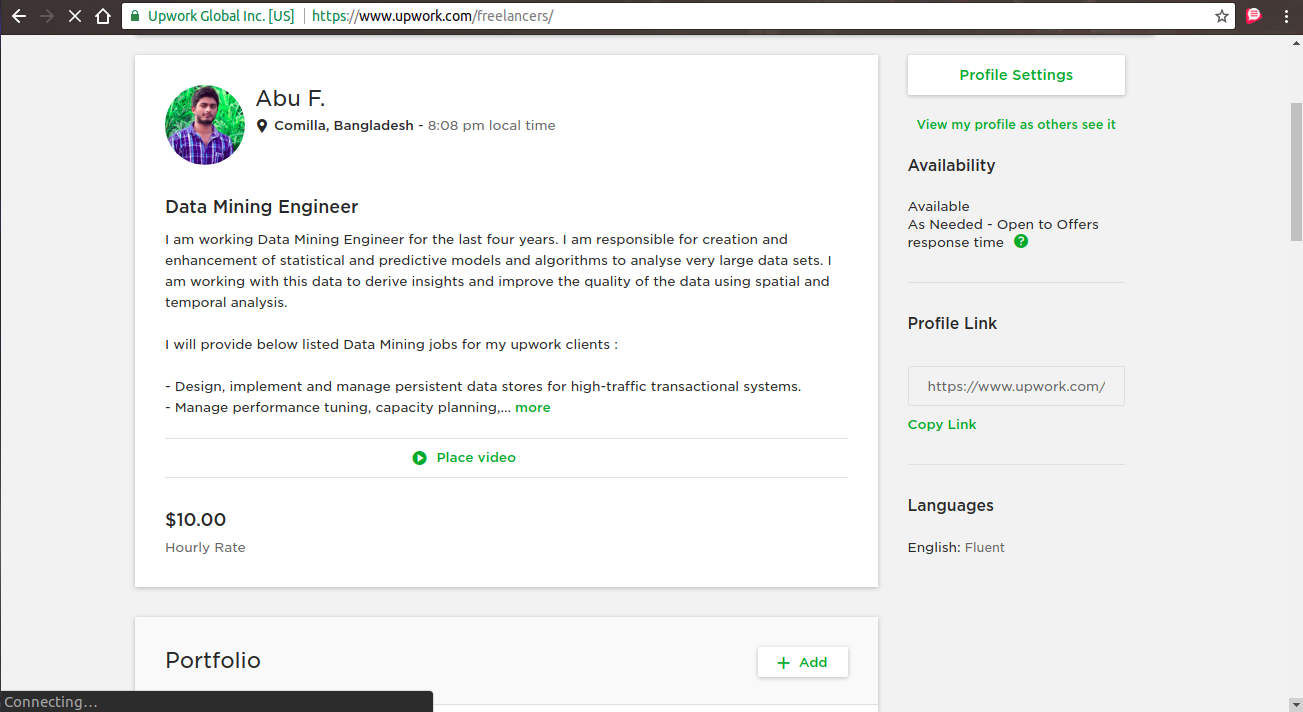 Upwork Global Inc. [US] https://www.upwork.com/freelancers/
Abu F.
Comilla, Bangladesh - 8:08 pm local time
Data Mining Engineer
I am working Data Mining Engineer for the last four years. I am responsible for creation and
enhancement of statistical and predictive models and algorithms to analyse very large data sets. I
am working with this data to derive insights and improve the quality of the data using spatial and
temporal analysis.
I will provide below listed Data Mining jobs for my upwork clients :
- Design, implement and manage persistent data stores for high-traffic transactional systems.
- Manage performance tuning, capacity planning,... more
Place video
$10.00
Hourly Rate
Portfolio
+ Add
Profile Settings
View my profile as others see it
Availability
Available
As Needed - Open to Offers
response time ?
Profile Link
https://www.upwork.com/
Copy Link
Languages
English: Fluent
Connecting...